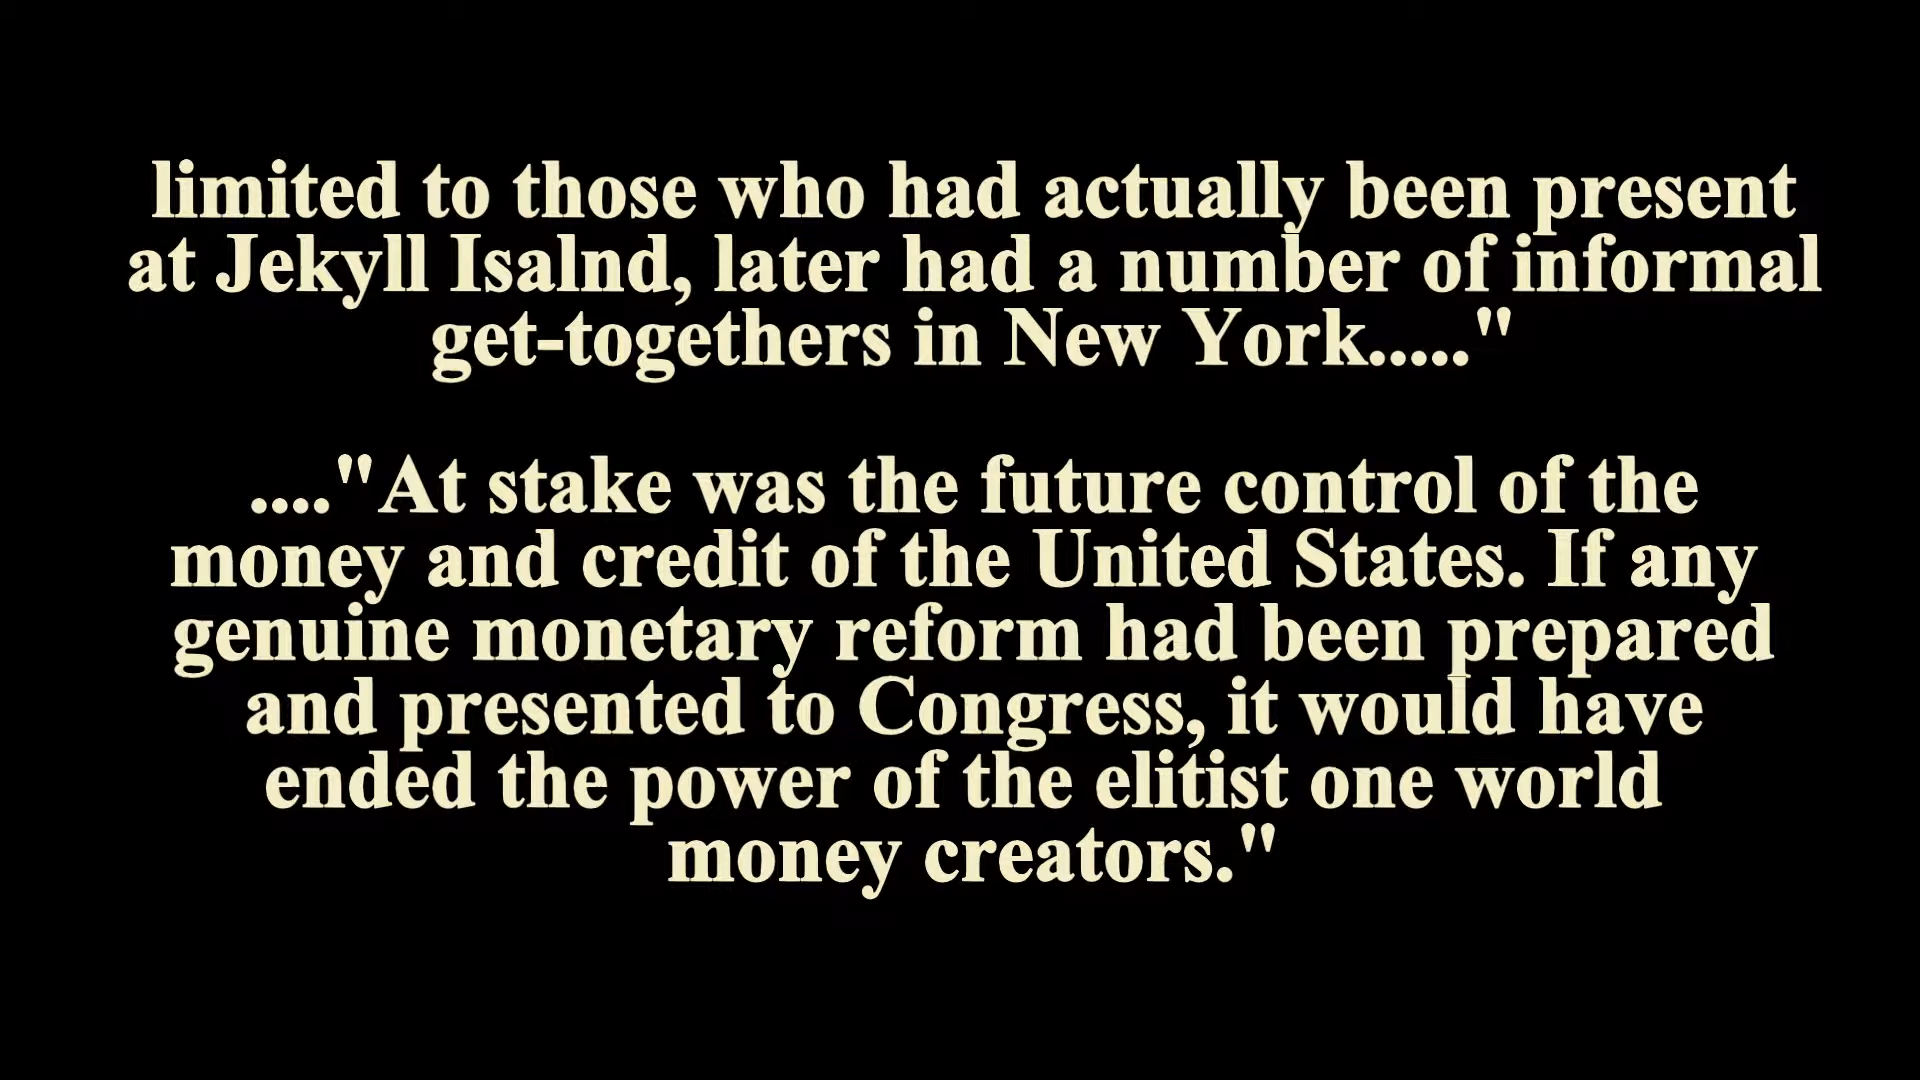 limited to those who had actually been present
at Jekyll Isalnd, later had a number of informal
get-togethers in New York....."
...."At stake was the future control of the
money and credit of the United States. If any
genuine monetary reform had been prepared
and presented to Congress, it would have
ended the power of the elitist one world
money creators."